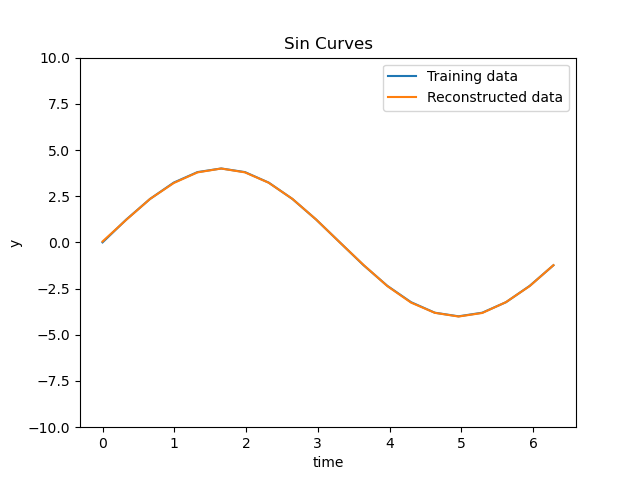 Sin Curves
Training data
Reconstructed data
10.0
7.5
5.0
2.5
0.0
−2.5
−5.0
−7.5
−10.0
y
0 1 2 3 4 5 6
time